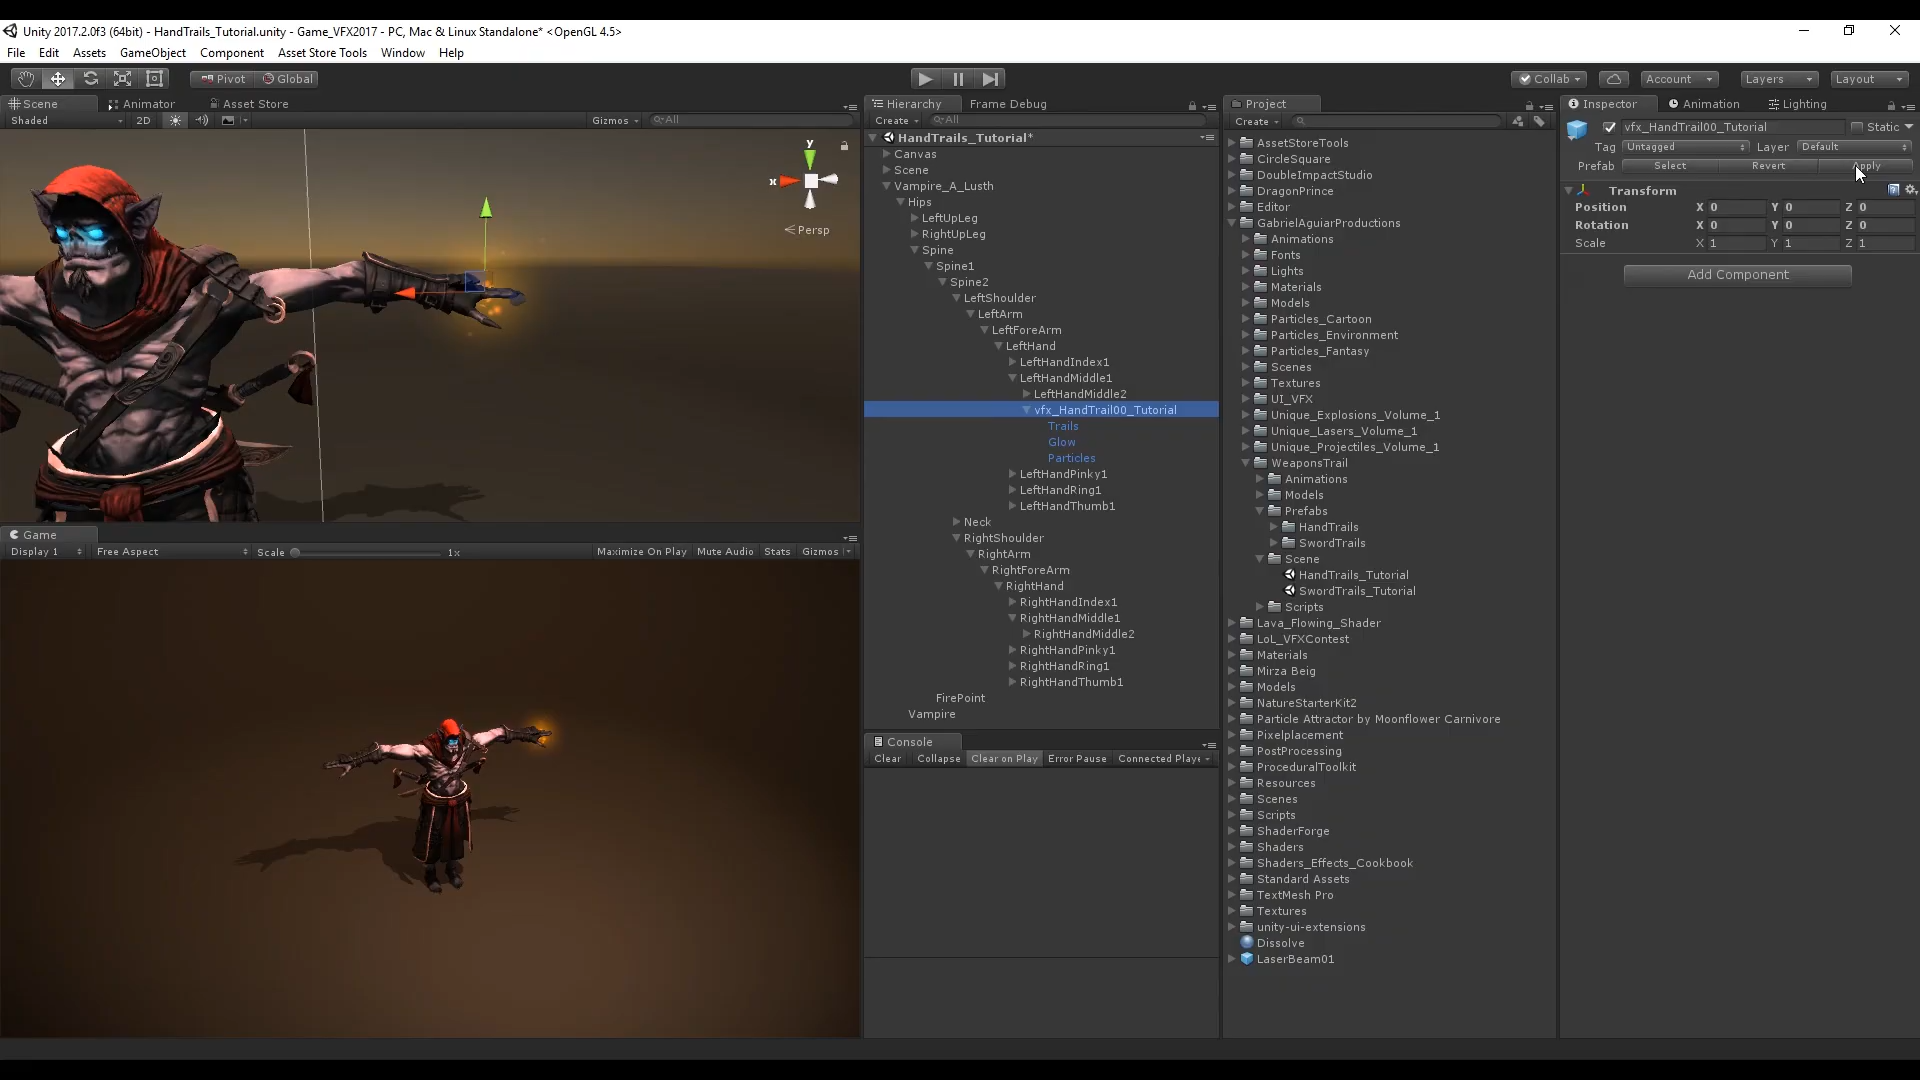 Unity 2017.2.0f3 (64bit) - HandTrails_Tutorial.unity - Game_VFX2017 - PC, Mac & Linux Standalone* <OpenGL 4.5>
File Edit Assets GameObject Component Asset Store Tools Window Help
Pivot Global Collab Account Layers Layout
Scene Animator Asset Store
Shaded 2D Gizmos All
y
x
Persp
Game
Display 1 Free Aspect Scale 1x Maximize On Play Mute Audio Stats Gizmos
Hierarchy Frame Debug
Create All
HandTrails_Tutorial*
Canvas
Scene
Vampire_A_Lusth
Hips
LeftUpLeg
RightUpLeg
Spine
Spine1
Spine2
LeftShoulder
LeftArm
LeftForeArm
LeftHand
LeftHandIndex1
LeftHandMiddle1
LeftHandMiddle2
vfx_HandTrail00_Tutorial
Trails
Glow
Particles
LeftHandPinky1
LeftHandRing1
LeftHandThumb1
Neck
RightShoulder
RightArm
RightForeArm
RightHand
RightHandIndex1
RightHandMiddle1
RightHandMiddle2
RightHandPinky1
RightHandRing1
RightHandThumb1
FirePoint
Vampire
Console
Clear Collapse Clear on Play Error Pause Connected Playe
Project
Create
AssetStoreTools
CircleSquare
DoubleImpactStudio
DragonPrince
Editor
GabrielAguiarProductions
Animations
Fonts
Lights
Materials
Models
Particles_Cartoon
Particles_Environment
Particles_Fantasy
Scenes
Textures
UI_VFX
Unique_Explosions_Volume_1
Unique_Lasers_Volume_1
Unique_Projectiles_Volume_1
WeaponsTrail
Animations
Models
Prefabs
HandTrails
SwordTrails
Scene
HandTrails_Tutorial
SwordTrails_Tutorial
Scripts
Lava_Flowing_Shader
LoL_VFXContest
Materials
Mirza Beig
Models
NatureStarterKit2
Particle Attractor by Moonflower Carnivore
Pixelplacement
PostProcessing
ProceduralToolkit
Resources
Scenes
Scripts
ShaderForge
Shaders
Shaders_Effects_Cookbook
Standard Assets
TextMesh Pro
Textures
unity-ui-extensions
Dissolve
LaserBeam01
Inspector Animation Lighting
vfx_HandTrail00_Tutorial Static
Tag Untagged Layer Default
Prefab Select Revert Apply
Transform
Position X 0 Y 0 Z 0
Rotation X 0 Y 0 Z 0
Scale X 1 Y 1 Z 1
Add Component